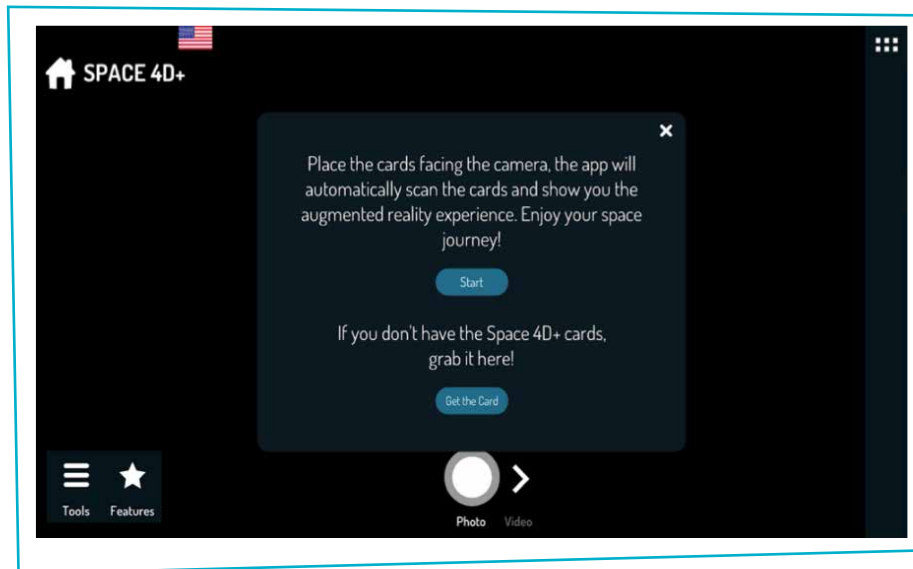 SPACE 4D+
Place the cards facing the camera, the app will
automatically scan the cards and show you the
augmented reality experience. Enjoy your space
journey!
Start
If you don't have the Space 4D+ cards,
grab it here!
Get the Card
Tools Features
Photo Video